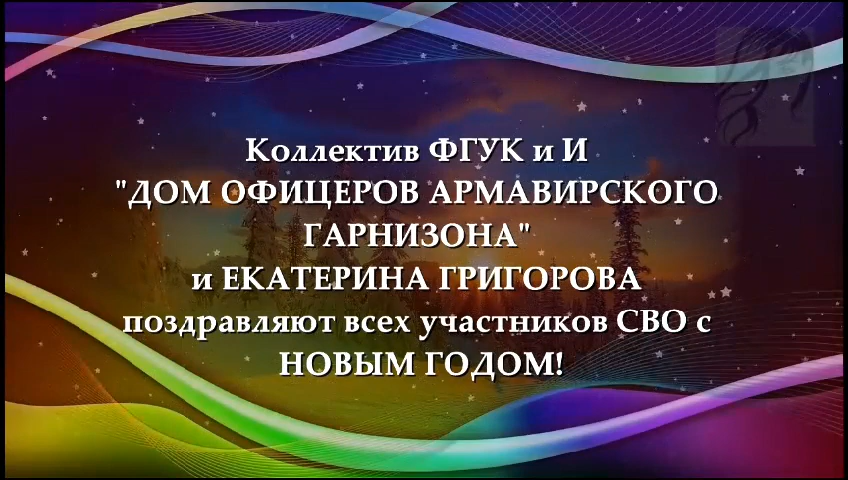 Коллектив ФГУК и И
"ДОМ ОФИЦЕРОВ АРМАВИРСКОГО
ГАРНИЗОНА"
и ЕКАТЕРИНА ГРИГОРОВА
поздравляют всех участников СВО с
НОВЫМ ГОДОМ!